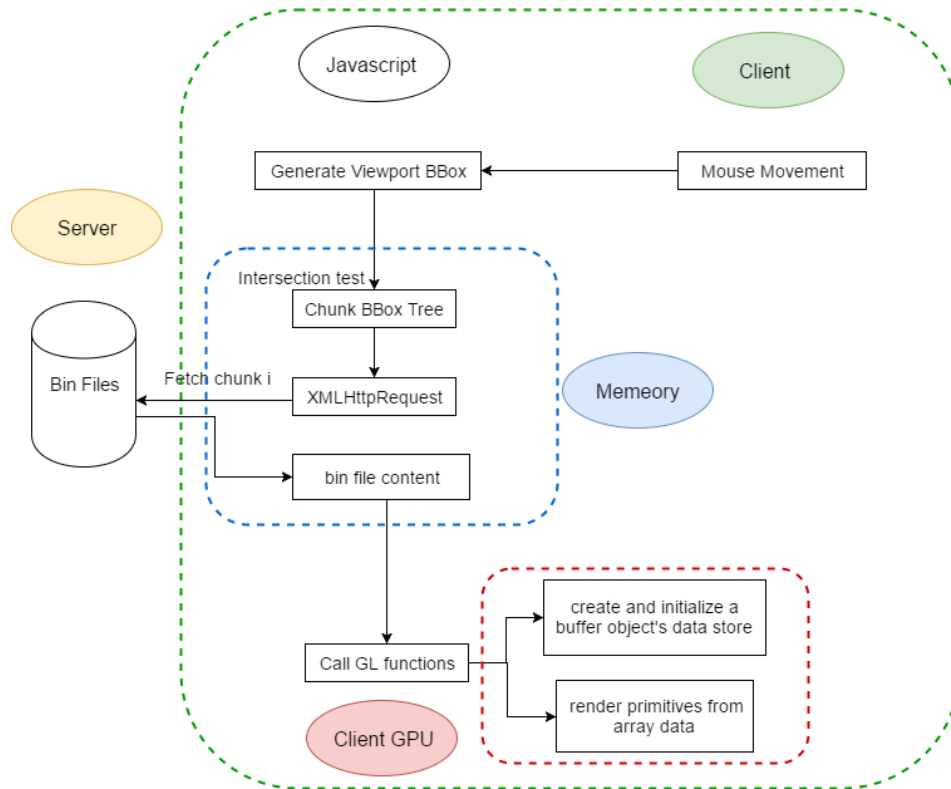 Javascript
Client
Generate Viewport BBox
Mouse Movement
Server
Intersection test
Chunk BBox Tree
Bin Files
Fetch chunk i
XMLHttpRequest
Memeory
bin file content
create and initialize a
buffer object's data store
Call GL functions
render primitives from
array data
Client GPU